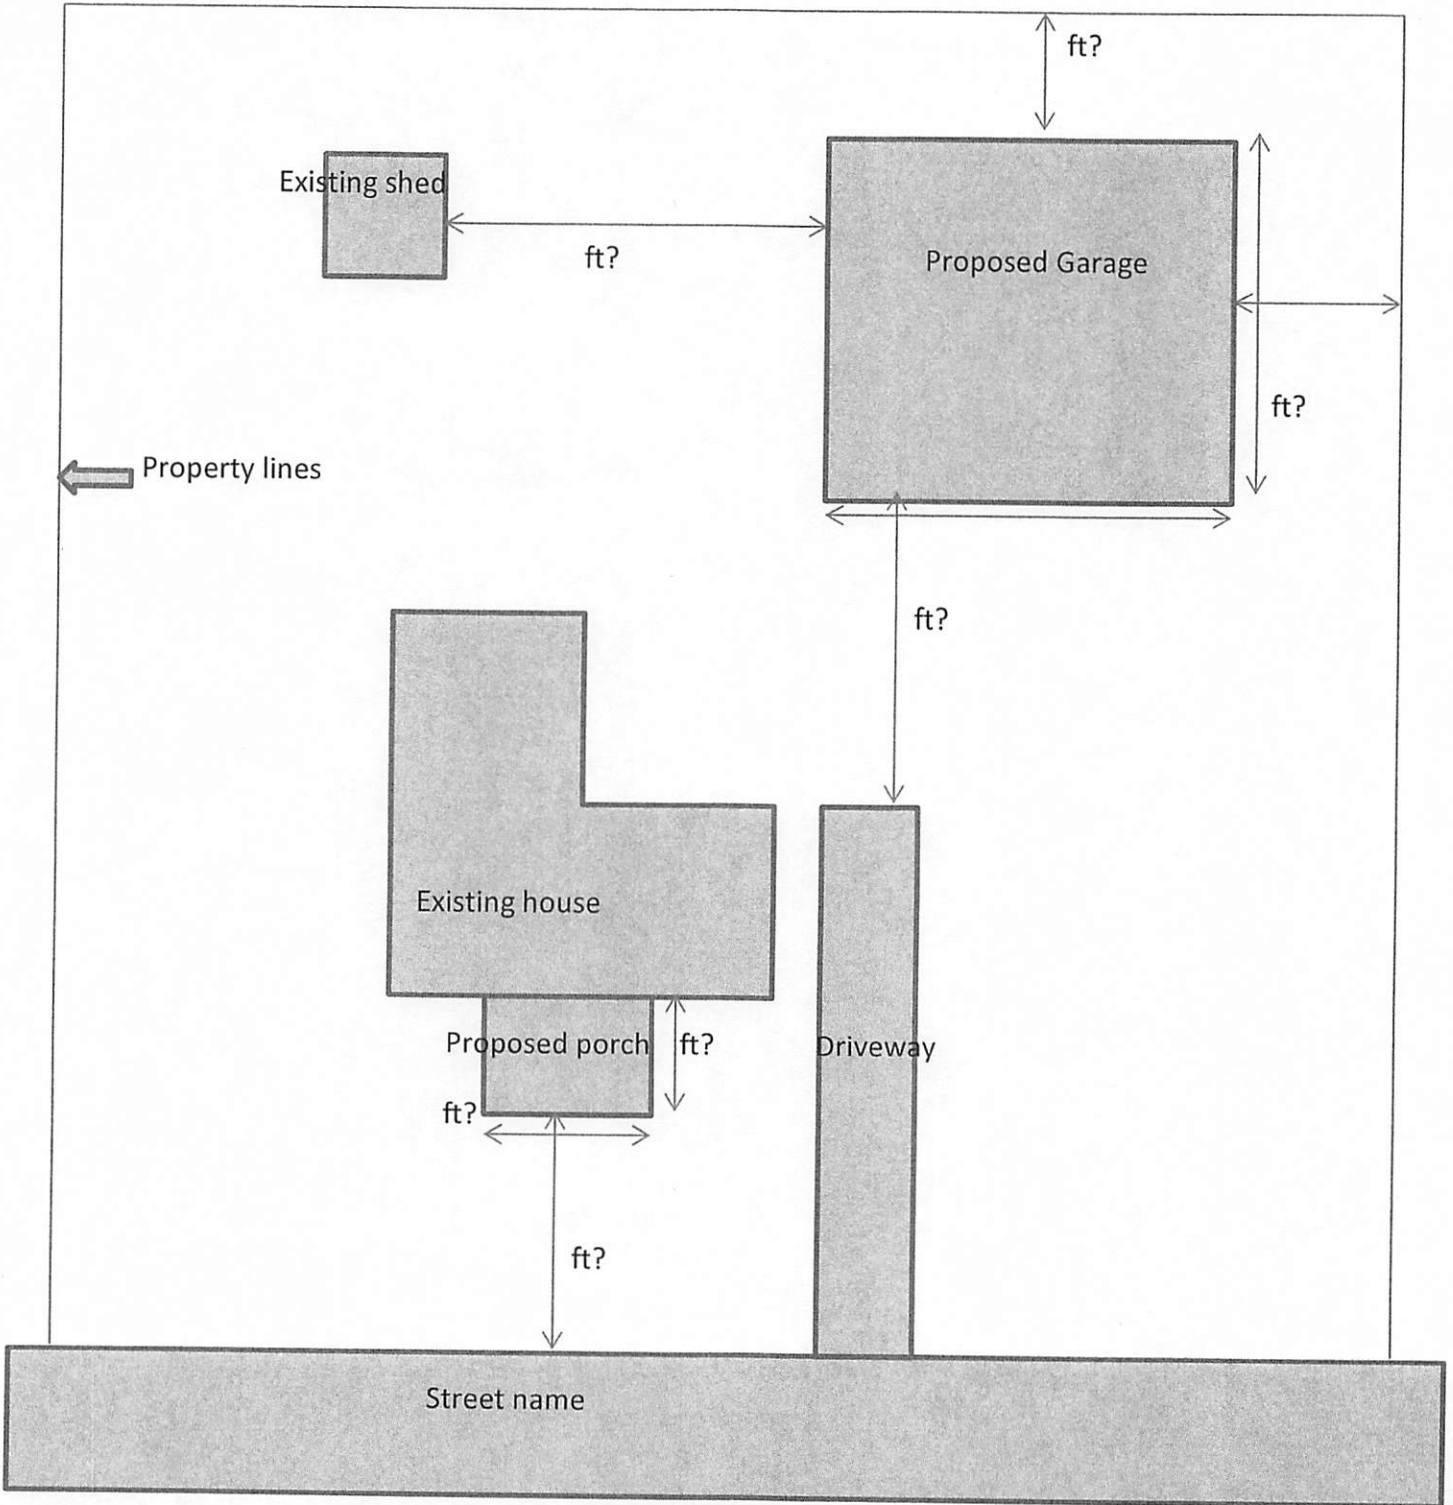 ft?
Existing shed
ft?
Proposed Garage
ft?
Property lines
ft?
Existing house
Proposed porch
ft?
Driveway
ft?
ft?
Street name